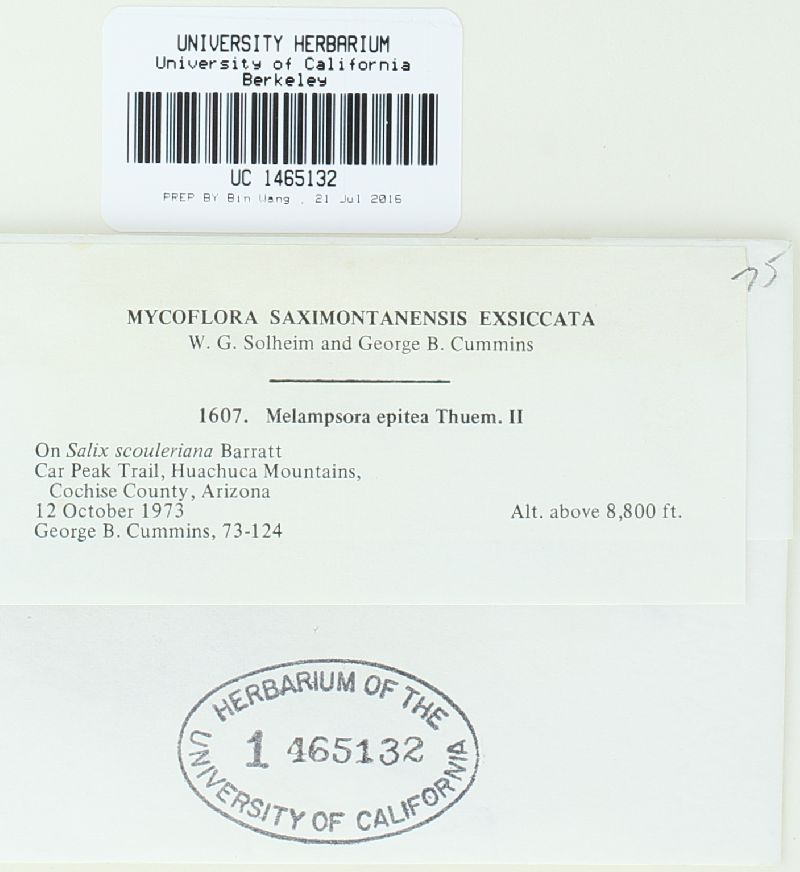 UNIVERSITY HERBARIUM
University of California
Berkeley
UC 1465132
PREP BY Bin Wang , 21 Jul 2016
75
MYCOFLORA SAXIMONTANENSIS EXSICCATA
W. G. Solheim and George B. Cummins
1607. Melampsora epitea Thuem. II
On Salix scouleriana Barratt
Car Peak Trail, Huachuca Mountains,
Cochise County, Arizona
12 October 1973 Alt. above 8,800 ft.
George B. Cummins, 73-124
HERBARIUM OF THE
1 465132
UNIVERSITY OF CALIFORNIA